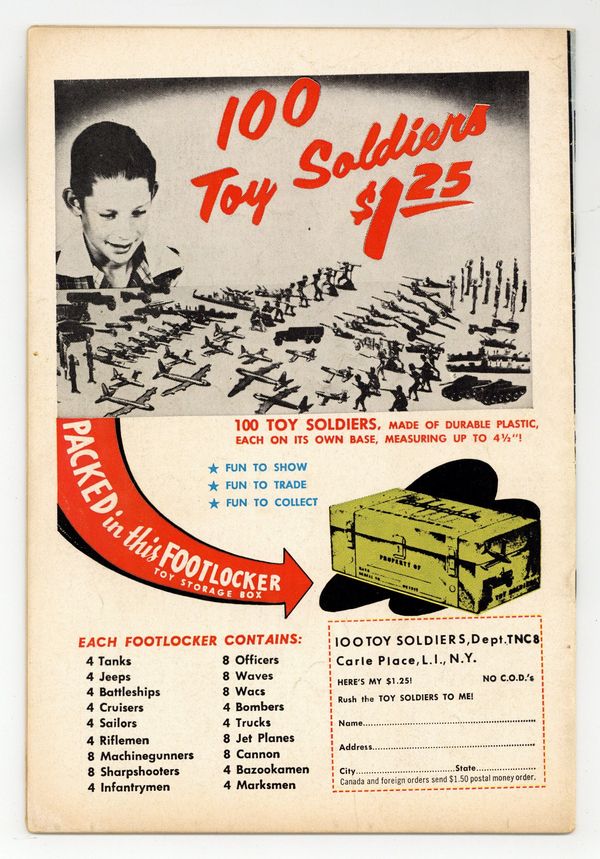 100
Toy Soldiers
$1.25
100 TOY SOLDIERS, MADE OF DURABLE PLASTIC,
EACH ON ITS OWN BASE, MEASURING UP TO 4½"!
PACKED in this FOOTLOCKER
TOY STORAGE BOX
★ FUN TO SHOW
★ FUN TO TRADE
★ FUN TO COLLECT
PROPERTY OF
EACH FOOTLOCKER CONTAINS:
4 Tanks
4 Jeeps
4 Battleships
4 Cruisers
4 Sailors
4 Riflemen
8 Machinegunners
8 Sharpshooters
4 Infantrymen
8 Officers
8 Waves
8 Wacs
4 Bombers
4 Trucks
8 Jet Planes
8 Cannon
4 Bazookamen
4 Marksmen
100 TOY SOLDIERS, Dept. TNC8
Carle Place, L.I., N.Y.
HERE'S MY $1.25! NO C.O.D.'s
Rush the TOY SOLDIERS TO ME!
Name
Address
City State
Canada and foreign orders send $1.50 postal money order.